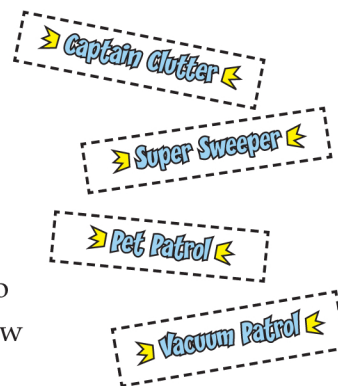 Captain Clutter
Super Sweeper
Pet Patrol
Vacuum Patrol